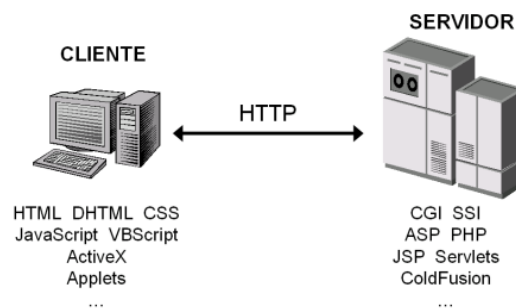 SERVIDOR
CLIENTE
HTTP
HTML DHTML CSS
JavaScript VBScript
ActiveX
Applets
...
CGI SSI
ASP PHP
JSP Servlets
ColdFusion
...